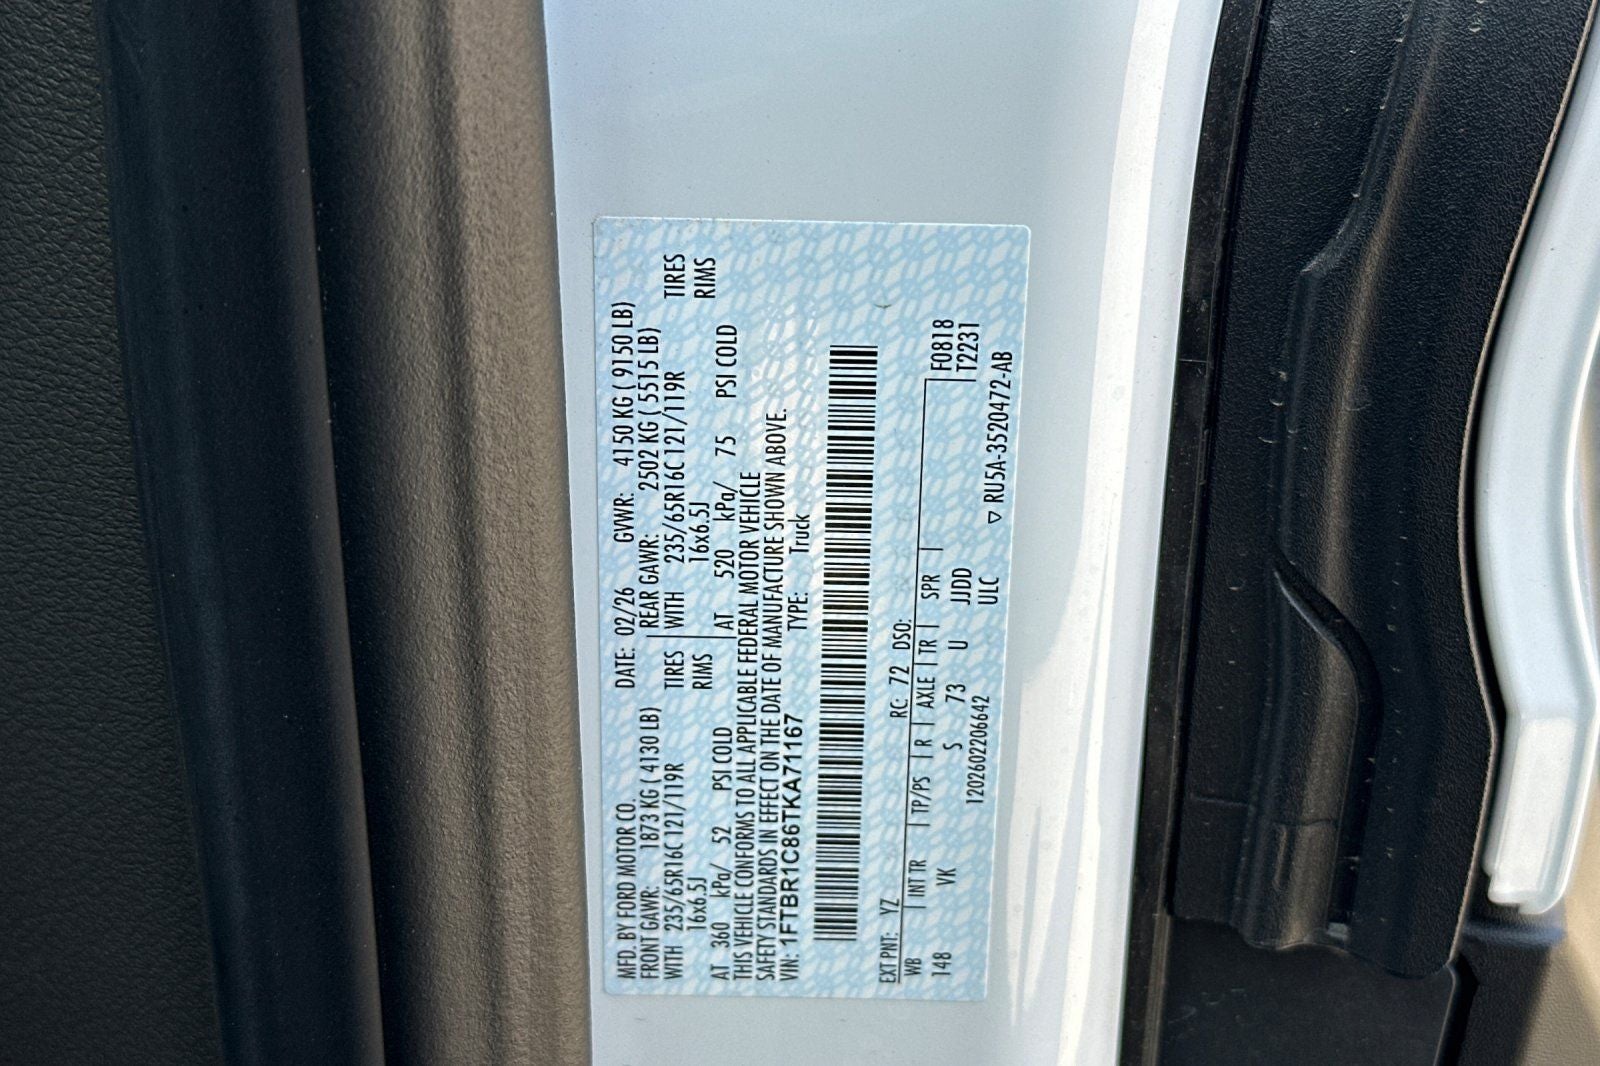 MFD. BY FORD MOTOR CO. DATE: 02/26 GVWR: 4150 KG ( 9150 LB)
FRONT GAWR: 1873 KG ( 4130 LB) REAR GAWR: 2502 KG ( 5515 LB)
WITH 235/65R16C 121/119R TIRES WITH 235/65R16C 121/119R TIRES
16x6.5J RIMS 16x6.5J RIMS
AT 360 kPa/ 52 PSI COLD AT 520 kPa/ 75 PSI COLD
THIS VEHICLE CONFORMS TO ALL APPLICABLE FEDERAL MOTOR VEHICLE
SAFETY STANDARDS IN EFFECT ON THE DATE OF MANUFACTURE SHOWN ABOVE.
VIN: 1FTBR1C86TKA71167 TYPE: Truck
EXT PNT: YZ RC: 72 DSO:
WB INT TR TP/PS R AXLE TR SPR F0818
148 VK S 73 U JJDD T2231
1202602206642 ULC
▽ RU5A-3520472-AB